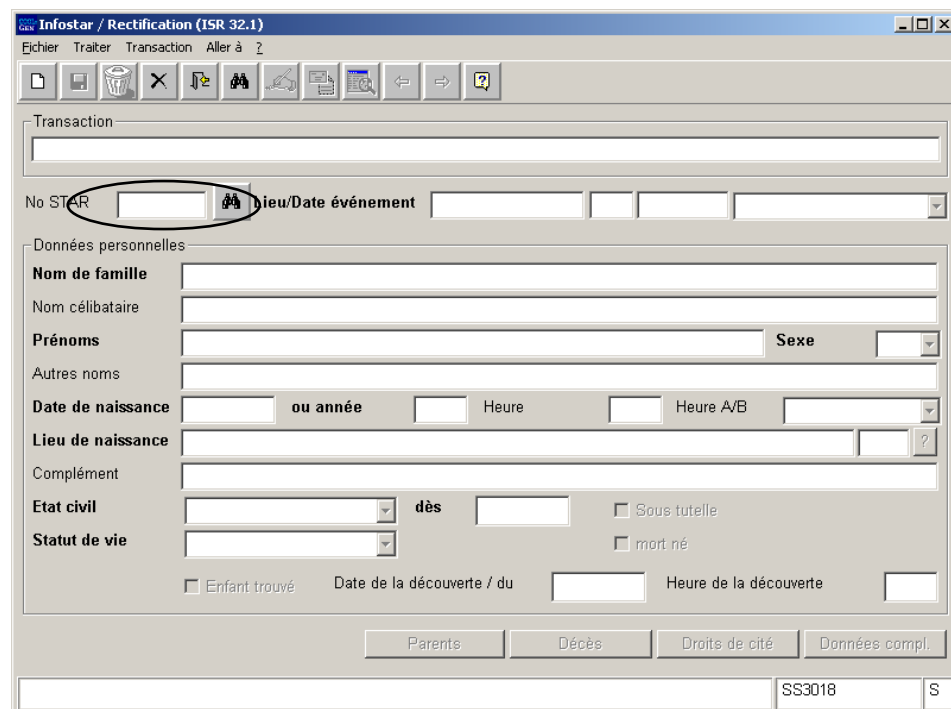 GEN Infostar / Rectification (ISR 32.1)
Fichier Traiter Transaction Aller à ?
Transaction
No STAR Lieu/Date événement
Données personnelles
Nom de famille
Nom célibataire
Prénoms Sexe
Autres noms
Date de naissance ou année Heure Heure A/B
Lieu de naissance ?
Complément
Etat civil dès Sous tutelle
Statut de vie mort né
Enfant trouvé Date de la découverte / du Heure de la découverte
Parents Décès Droits de cité Données compl.
SS3018 S